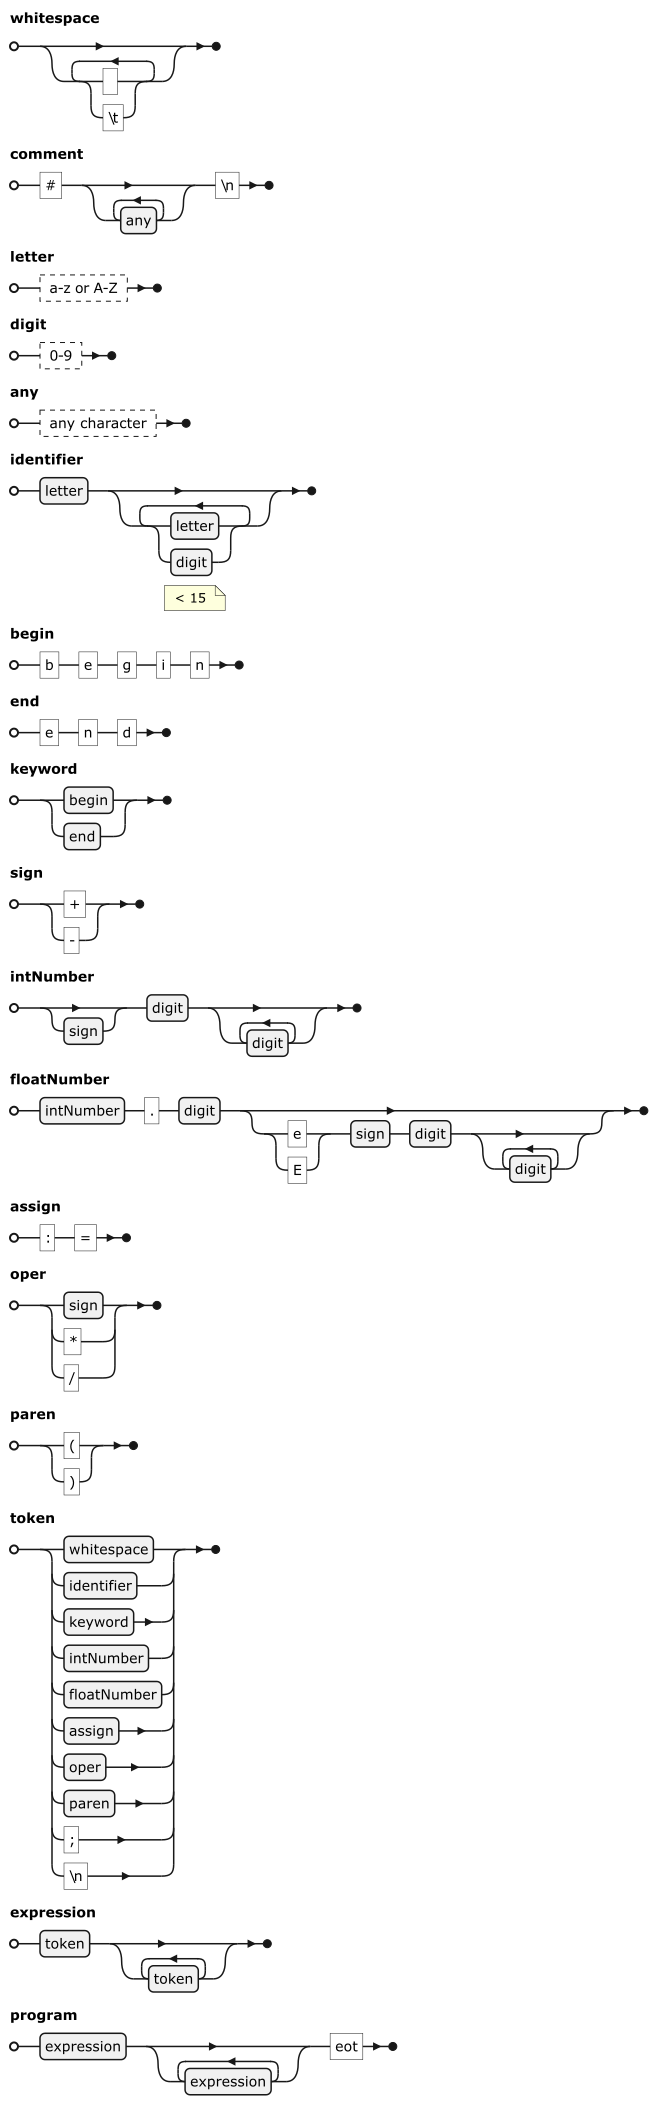 whitespace
\t
comment
# \n
any
letter
a-z or A-Z
digit
0-9
any
any character
identifier
letter
letter
digit
< 15
begin
b e g i n
end
e n d
keyword
begin
end
sign
+
-
intNumber
digit
sign digit
floatNumber
intNumber . digit
e sign digit
E digit
assign
: =
oper
sign
*
/
paren
(
)
token
whitespace
identifier
keyword
intNumber
floatNumber
assign
oper
paren
;
\n
expression
token
token
program
expression eot
expression